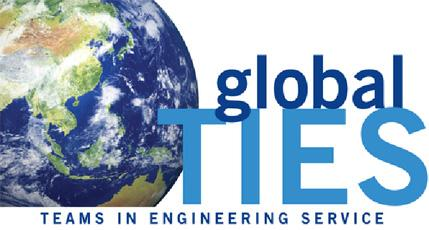 global
TIES
TEAMS IN ENGINEERING SERVICE